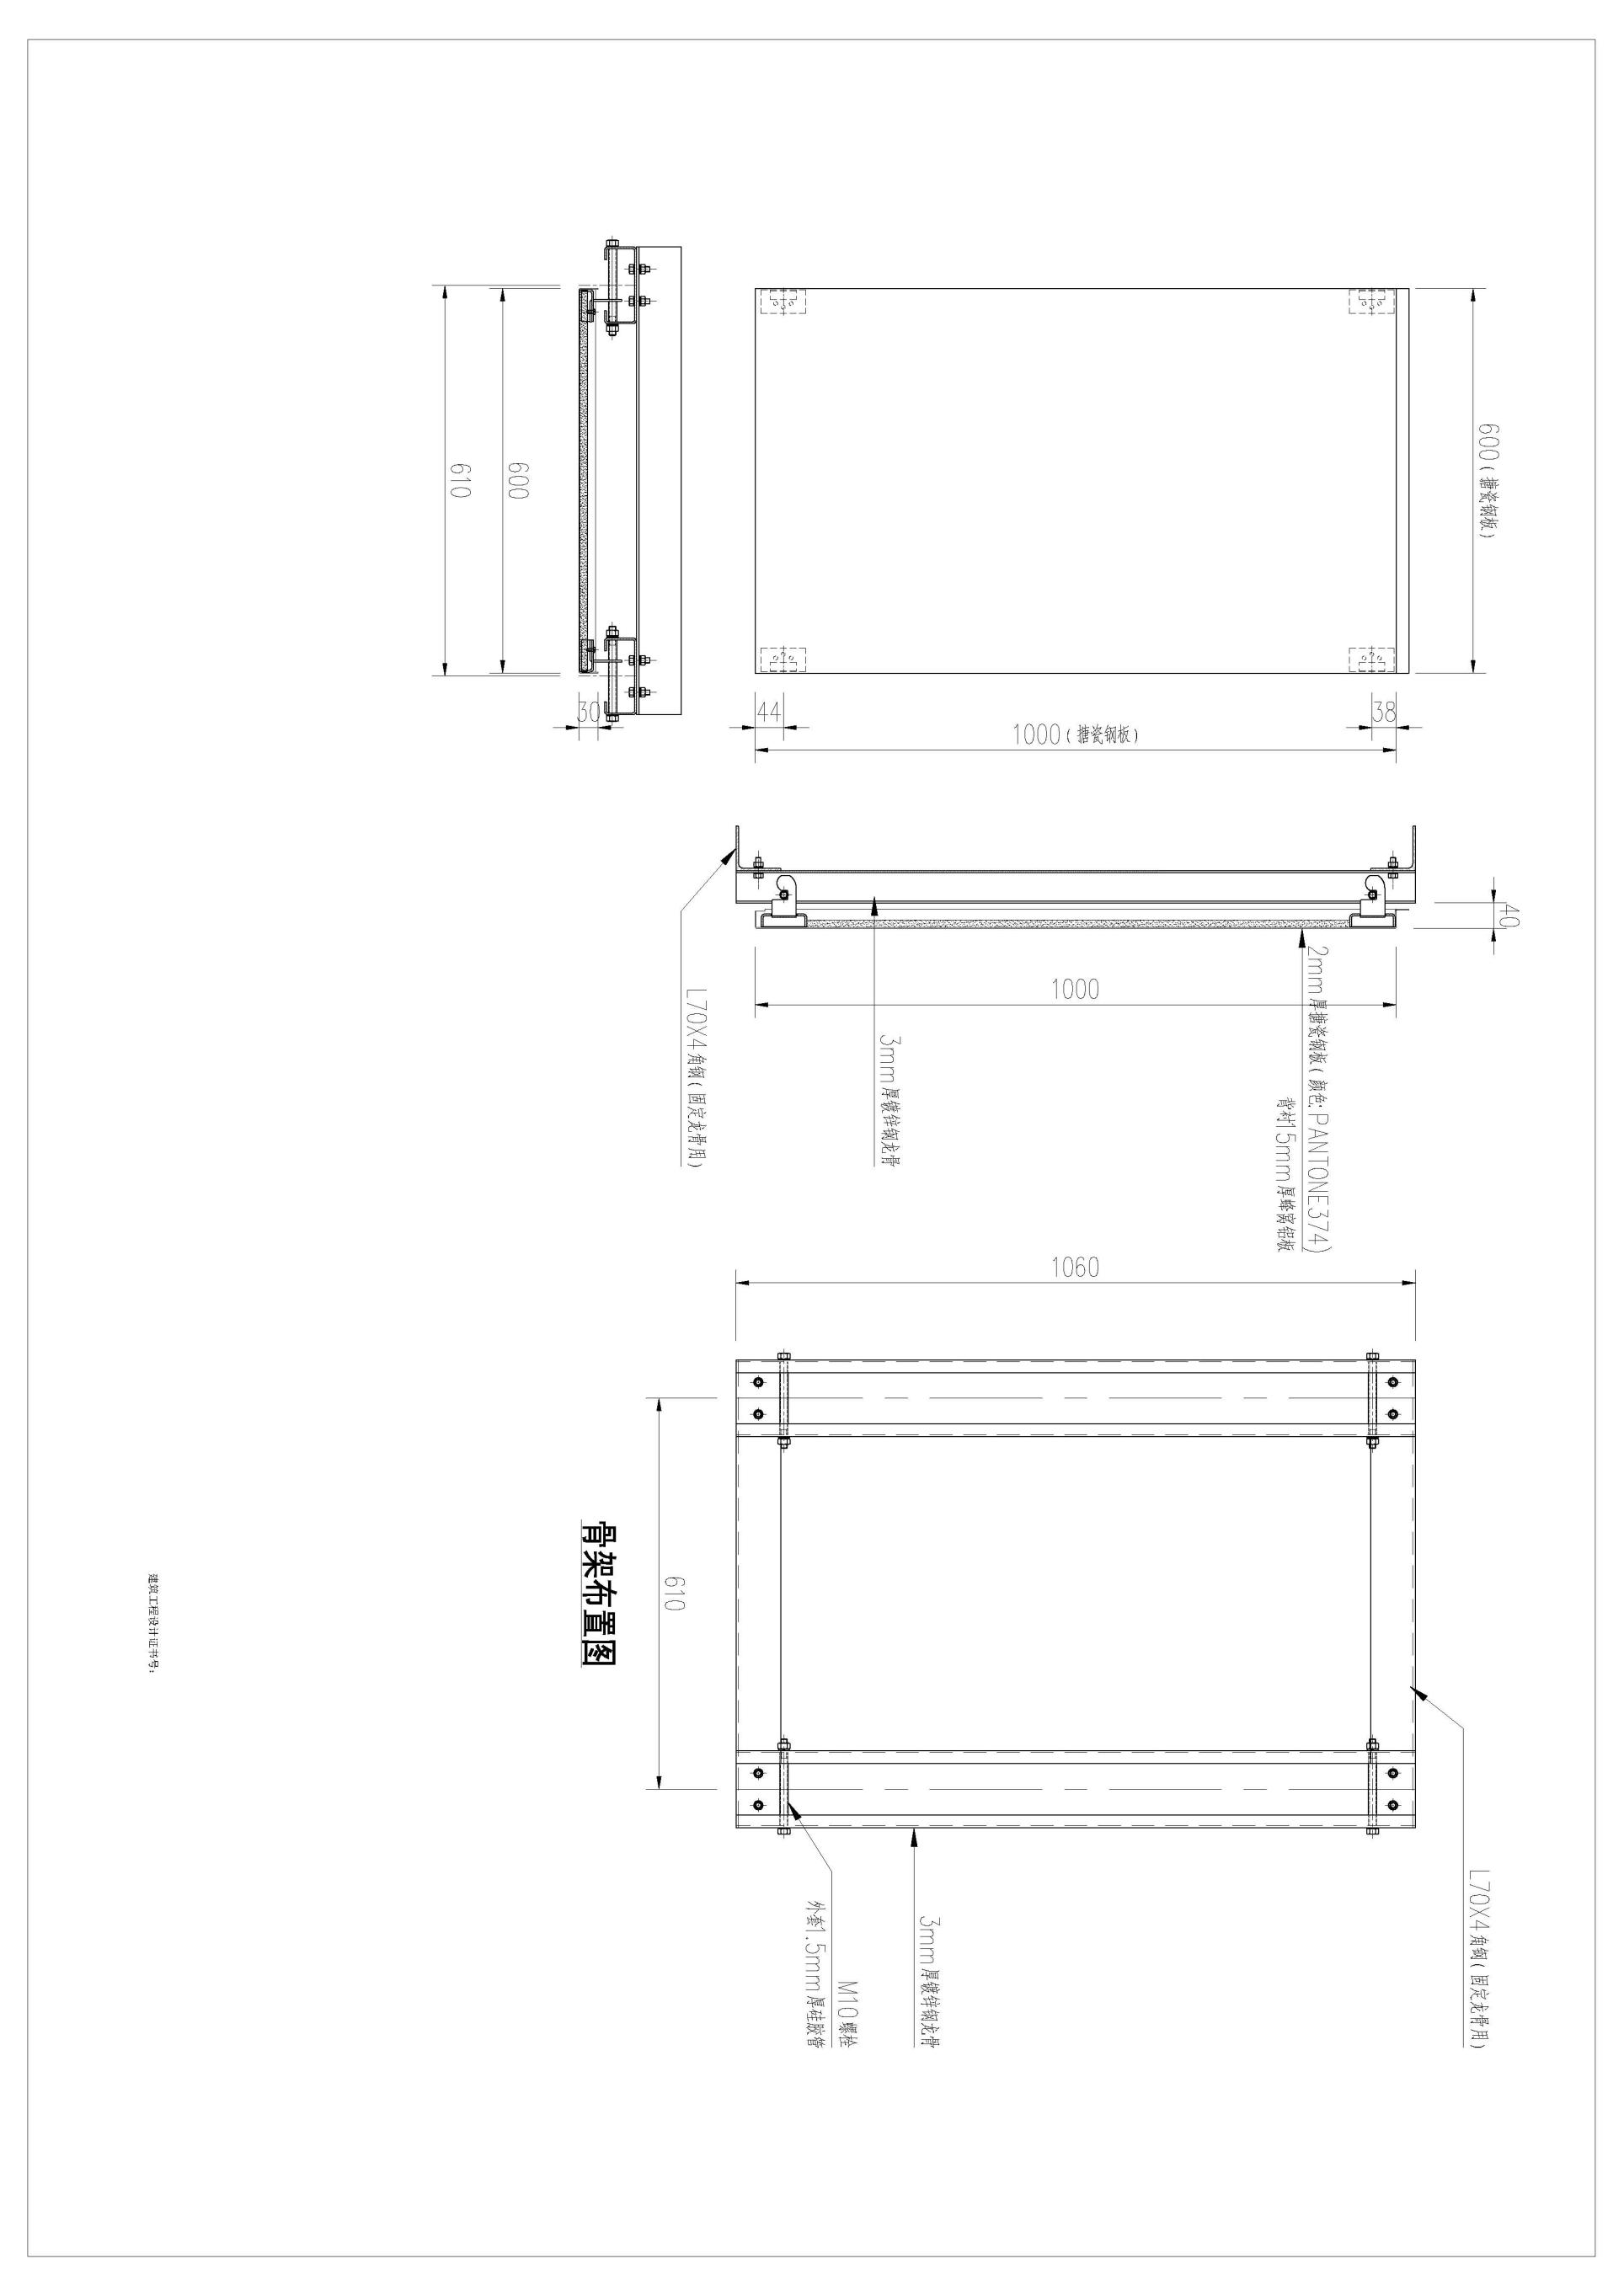 600(搪瓷钢板)
1000(搪瓷钢板)
38
44
30
600
610
40
1000
2mm厚搪瓷钢板(颜色:PANTONE374)
背衬15mm厚蜂窝铝板
3mm厚镀锌钢龙骨
L70X4角钢(固定龙骨用)
1060
610
L70X4角钢(固定龙骨用)
3mm厚镀锌钢龙骨
M10螺栓
外套1.5mm厚硅胶管
骨架布置图
建筑工程设计证书号: